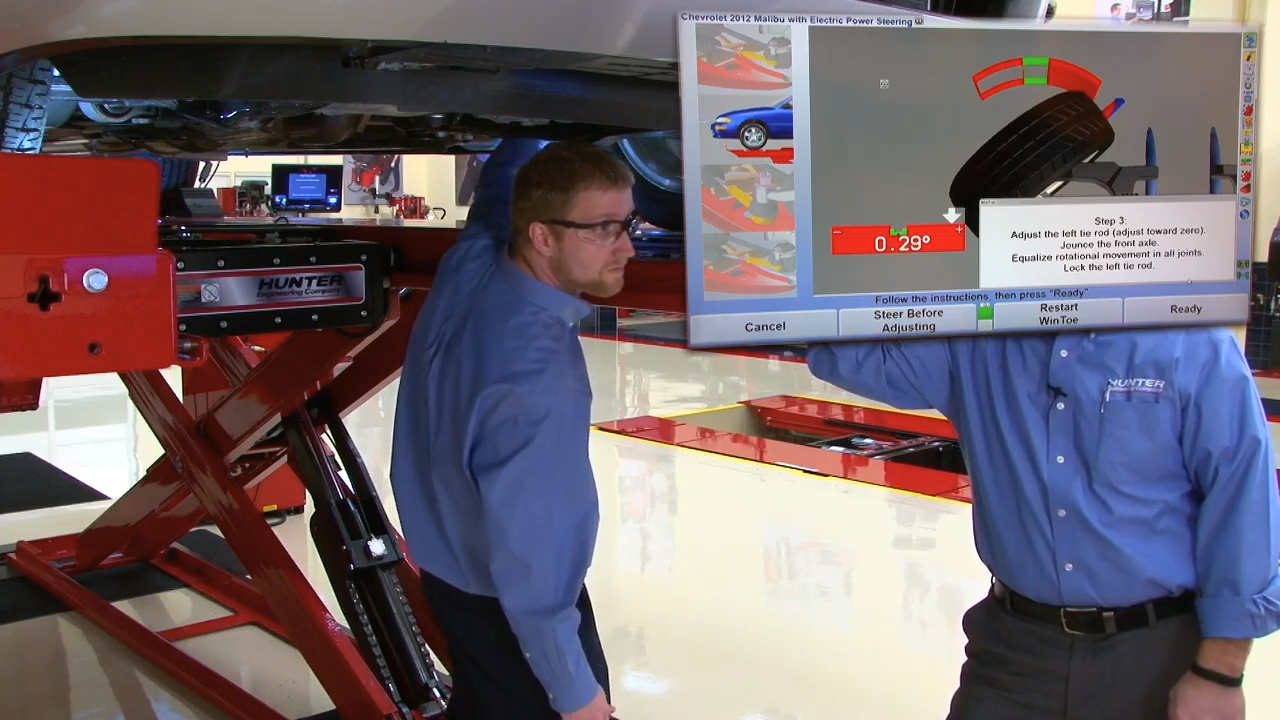 Chevrolet 2012 Malibu with Electric Power Steering
0.29°
Step 3:
Adjust the left tie rod (adjust toward zero).
Jounce the front axle.
Equalize rotational movement in all joints.
Lock the left tie rod.
Follow the instructions, then press "Ready"
Cancel
Steer Before
Adjusting
Restart
WinToe
Ready
HUNTER
Engineering Company
HUNTER